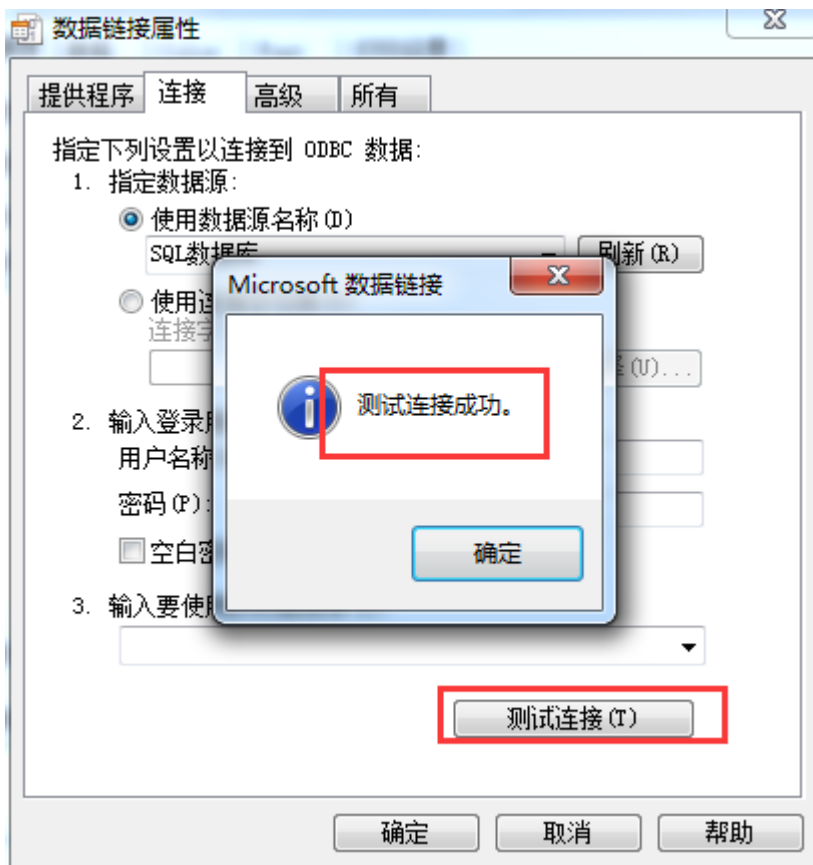 数据链接属性
提供程序 连接 高级 所有
指定下列设置以连接到 ODBC 数据:
1. 指定数据源:
使用数据源名称(D)
SQL数据库
刷新(R)
Microsoft 数据链接
使用
连接
(U)...
测试连接成功。
2. 输入登录
用户名称
密码(P):
空白
确定
3. 输入要使
测试连接(T)
确定 取消 帮助